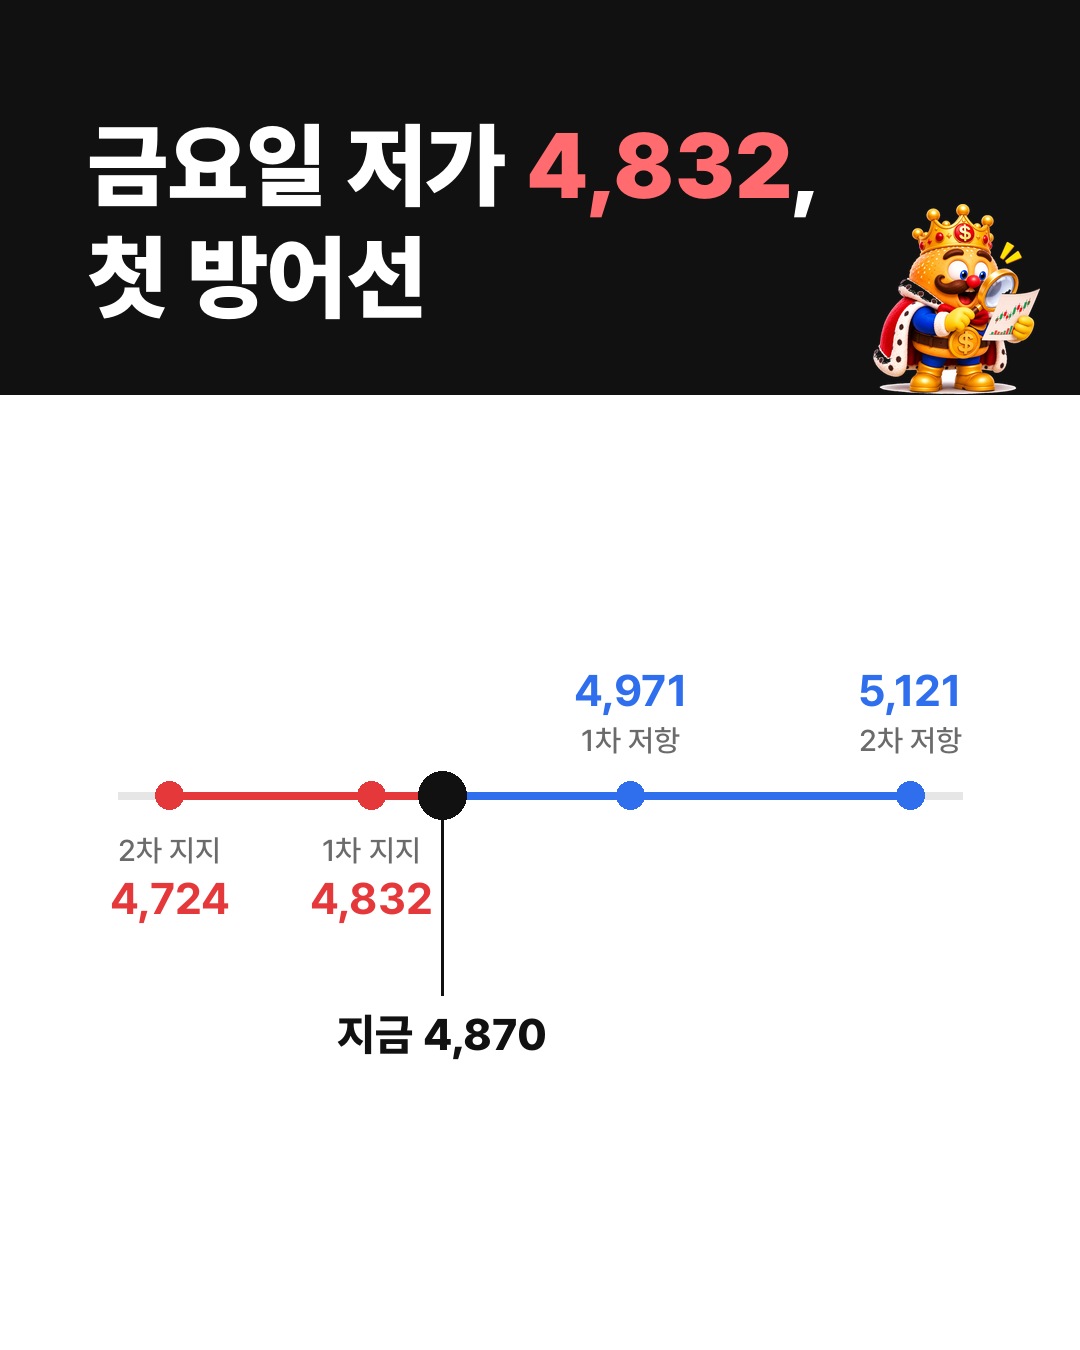 금요일 저가 4,832,
첫 방어선
4,971
1차 저항
5,121
2차 저항
2차 지지
4,724
1차 지지
4,832
지금 4,870